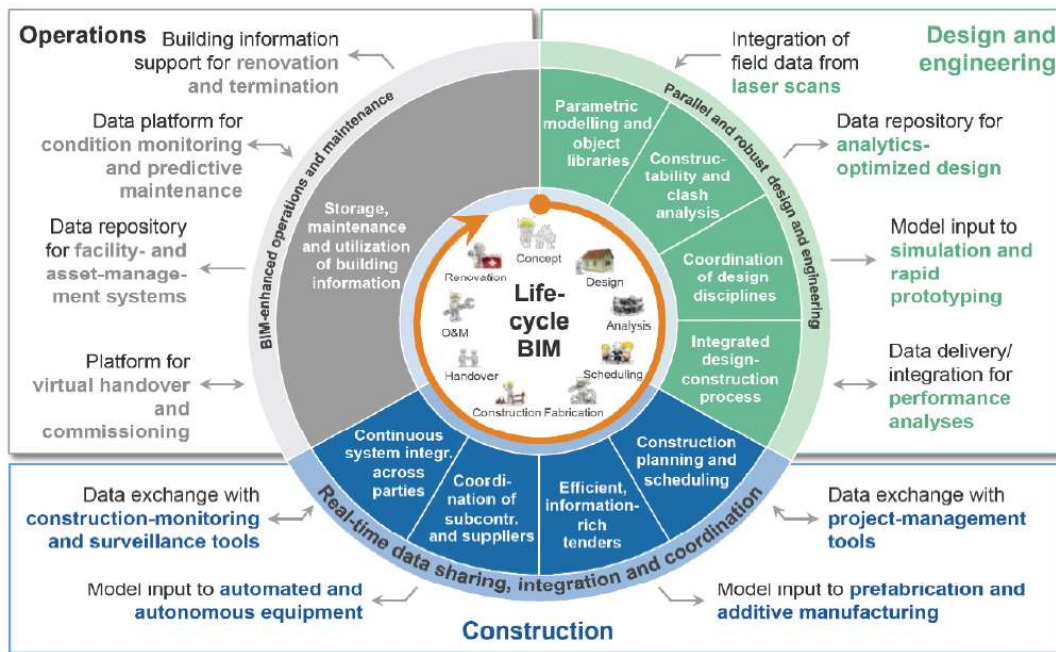 Operations
Building information
support for renovation
and termination
Data platform for
condition monitoring
and predictive
maintenance
Data repository
for facility- and
asset-manage-
ment systems
Platform for
virtual handover
and
commissioning
BIM-enhanced operations and maintenance
Storage,
maintenance
and utilization
of building
information
Design and
engineering
Integration of
field data from
laser scans
Data repository for
analytics-
optimized design
Model input to
simulation and
rapid
prototyping
Data delivery/
integration for
performance
analyses
Parallel and robust design and engineering
Parametric
modelling and
object
libraries
Construc-
tability and
clash
analysis
Coordination
of design
disciplines
Integrated
design-
construction
process
Life-
cycle
BIM
Concept
Design
Analysis
Scheduling
Fabrication
Construction
Handover
O&M
Renovation
Continuous
system integr.
across
parties
Coordi-
nation of
subcontr.
and suppliers
Efficient,
information-
rich
tenders
Construction
planning and
scheduling
Real-time data sharing, integration and coordination
Data exchange with
construction-monitoring
and surveillance tools
Model input to automated and
autonomous equipment
Data exchange with
project-management
tools
Model input to prefabrication and
additive manufacturing
Construction